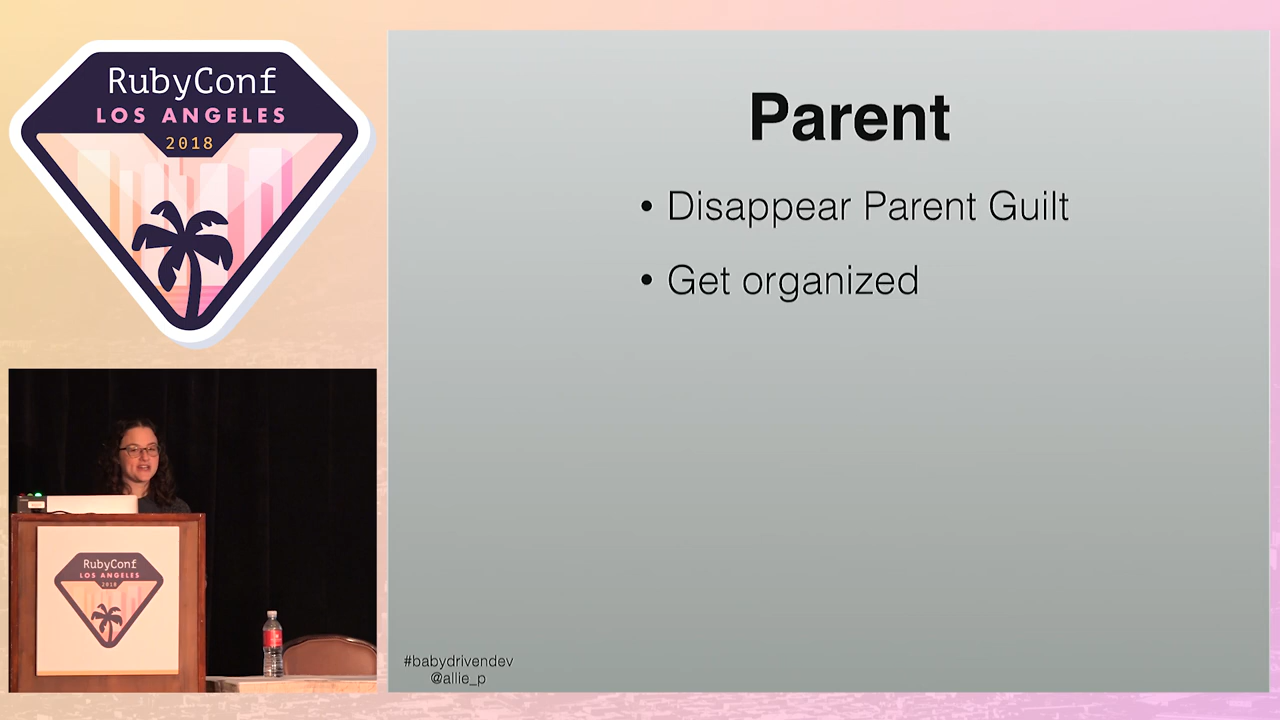 RubyConf
LOS ANGELES
2018
Parent
• Disappear Parent Guilt
• Get organized
RubyConf
LOS ANGELES
2018
#babydrivendev
@allie_p